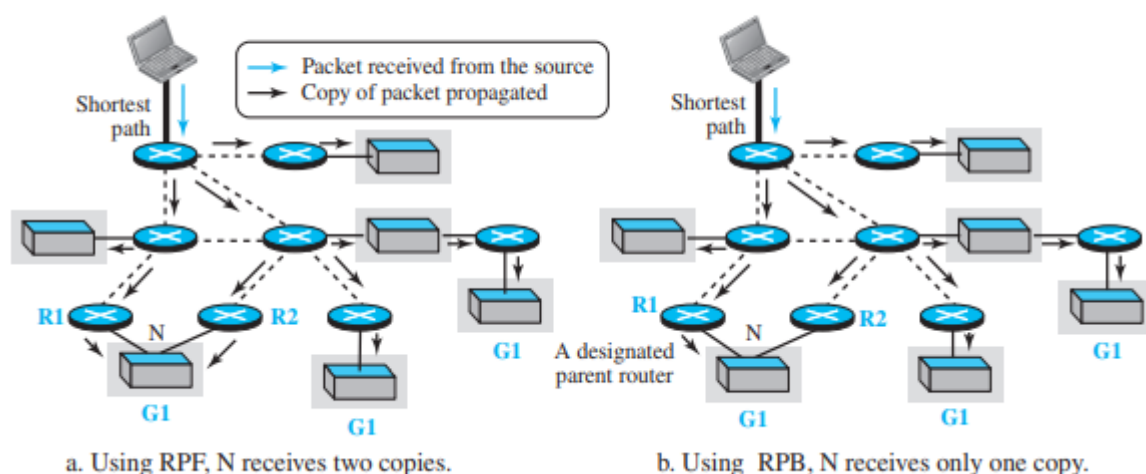 Packet received from the source
Copy of packet propagated
Shortest
path
R1
N
R2
G1
G1
G1
a. Using RPF, N receives two copies.
Shortest
path
R1
N
R2
A designated
parent router
G1
G1
G1
b. Using RPB, N receives only one copy.